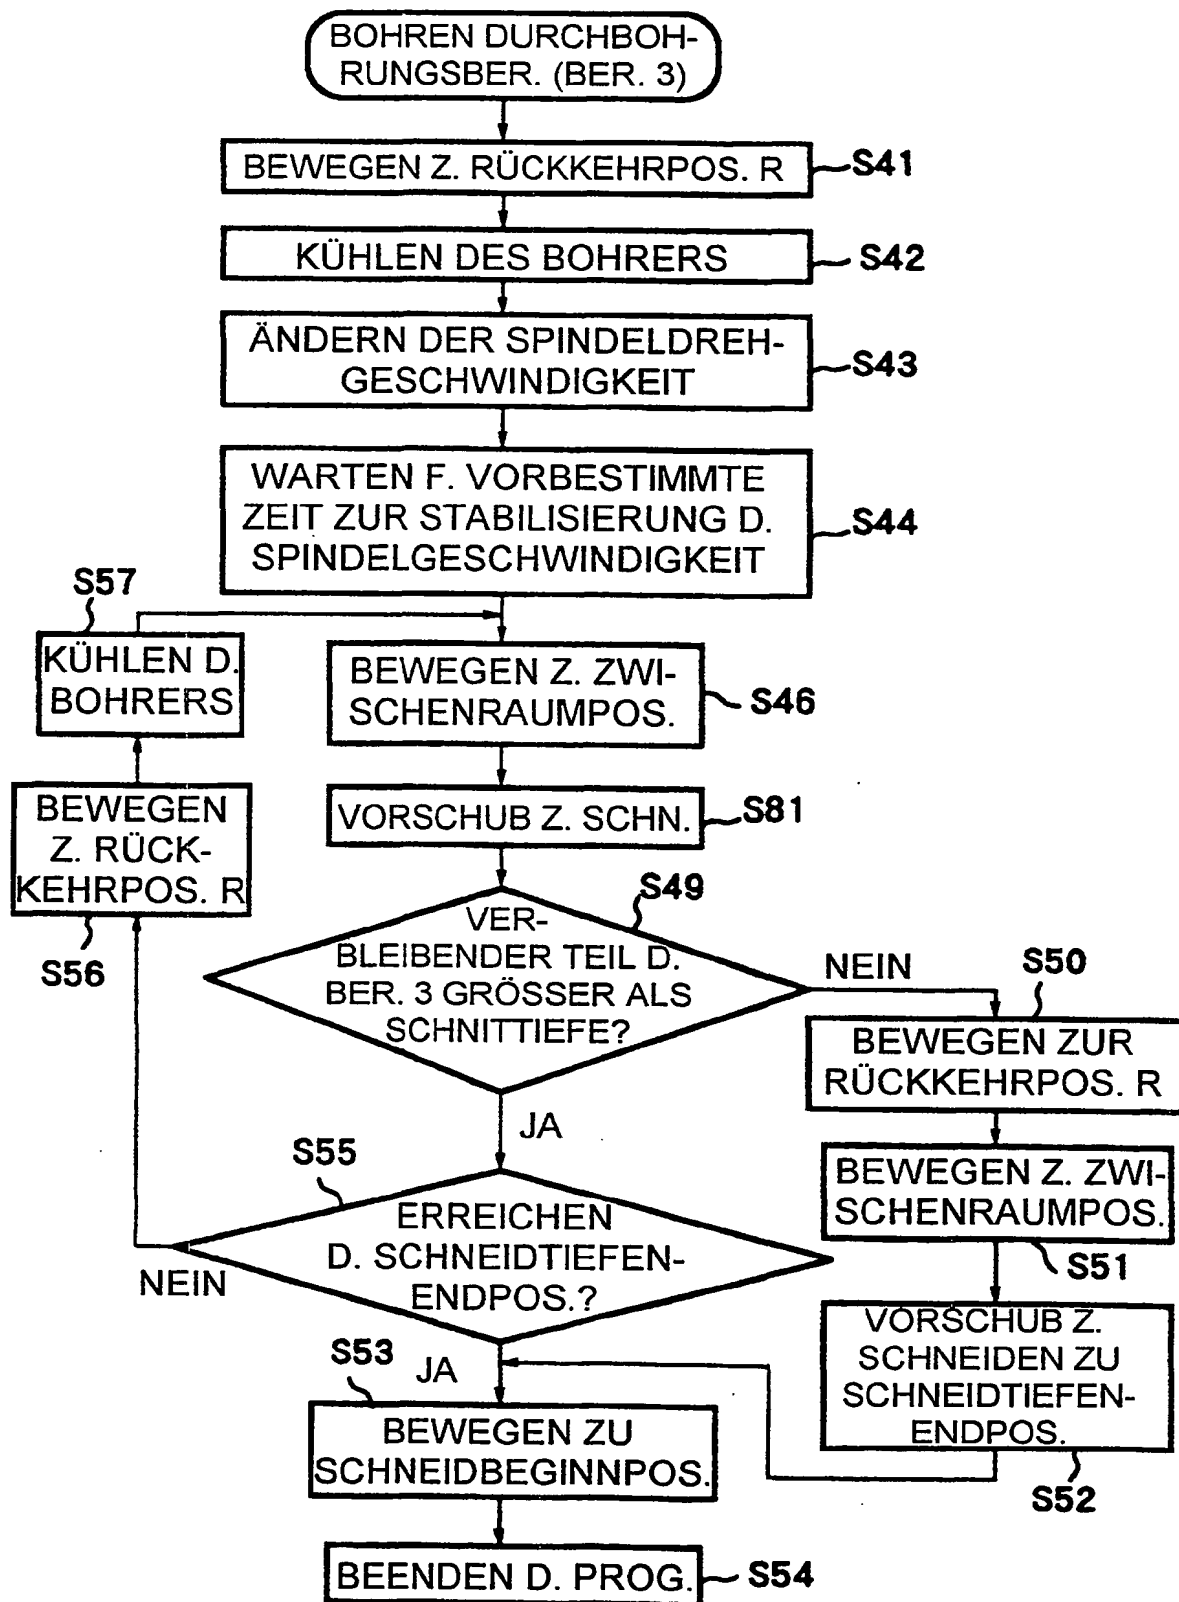 BOHREN DURCHBOH-
RUNGSBER. (BER. 3)
BEWEGEN Z. RÜCKKEHRPOS. R
S41
KÜHLEN DES BOHRERS
S42
ÄNDERN DER SPINDELDREH-
GESCHWINDIGKEIT
S43
WARTEN F. VORBESTIMMTE
ZEIT ZUR STABILISIERUNG D.
SPINDELGESCHWINDIGKEIT
S44
S57
KÜHLEN D.
BOHRERS
BEWEGEN Z. ZWI-
SCHENRAUMPOS.
S46
BEWEGEN
Z. RÜCK-
KEHRPOS. R
S56
VORSCHUB Z. SCHN.
S81
S49
VER-
BLEIBENDER TEIL D.
BER. 3 GRÖSSER ALS
SCHNITTIEFE?
NEIN
JA
S50
BEWEGEN ZUR
RÜCKKEHRPOS. R
BEWEGEN Z. ZWI-
SCHENRAUMPOS.
S51
VORSCHUB Z.
SCHNEIDEN ZU
SCHNEIDTIEFEN-
ENDPOS.
S52
S55
ERREICHEN
D. SCHNEIDTIEFEN-
ENDPOS.?
NEIN
JA
S53
BEWEGEN ZU
SCHNEIDBEGINNPOS.
BEENDEN D. PROG.
S54